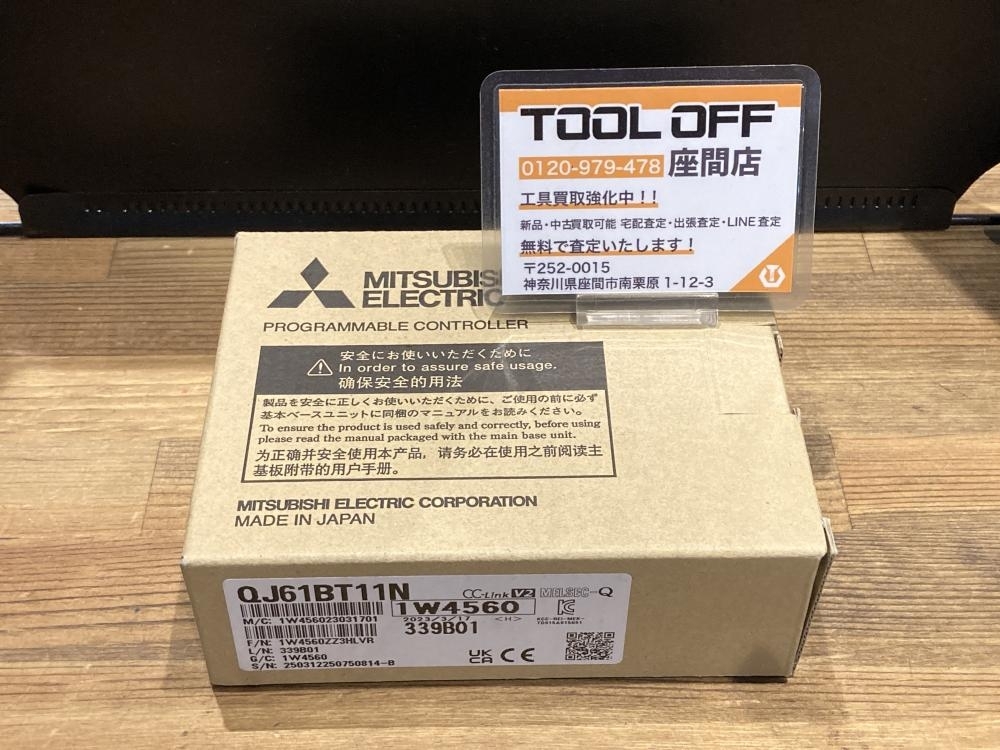 TOOL OFF
0120-979-478 座間店
工具買取強化中!!
新品・中古買取可能 宅配査定・出張査定・LINE査定
無料で査定いたします!
〒252-0015
神奈川県座間市南栗原 1-12-3
MITSUBIS
ELECTRIC
PROGRAMMABLE CONTROLLER
安全にお使いいただくために
In order to assure safe usage.
确保安全的用法
製品を安全に正しくお使いいただくために、ご使用の前に必ず
基本ベースユニットに同梱のマニュアルをお読みください。
To ensure the product is used safely and correctly, before using
please read the manual packaged with the main base unit.
为正确并安全使用本产品，请务必在使用之前阅读主
基板附带的用户手册。
MITSUBISHI ELECTRIC CORPORATION
MADE IN JAPAN
QJ61BT11N
CC-Link V2 MELSEC-Q
M/C: 1W456023031701
1W4560
2023/3/17 <H>
339B01
F/N: 1W4560ZZ3HLVR
L/N: 339B01
G/C: 1W4560
S/N: 250312250750814-B
UK
CA CE